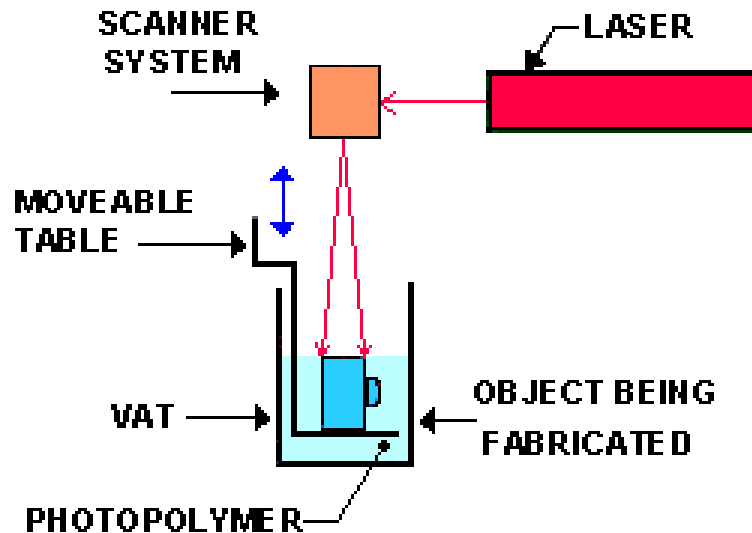 SCANNER
SYSTEM
LASER
MOVEABLE
TABLE
VAT
OBJECT BEING
FABRICATED
PHOTOPOLYMER